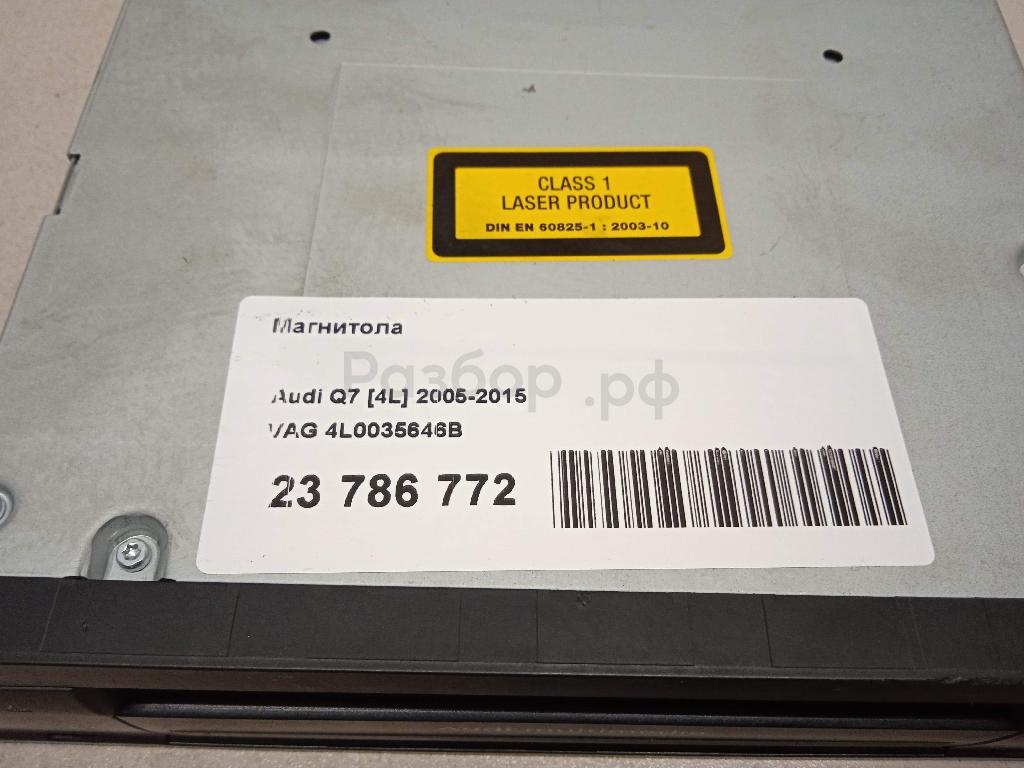 CLASS 1
LASER PRODUCT
DIN EN 60825-1 : 2003-10
Магнитола
Разбор.рф
Audi Q7 [4L] 2005-2015
VAG 4L0035646B
23 786 772